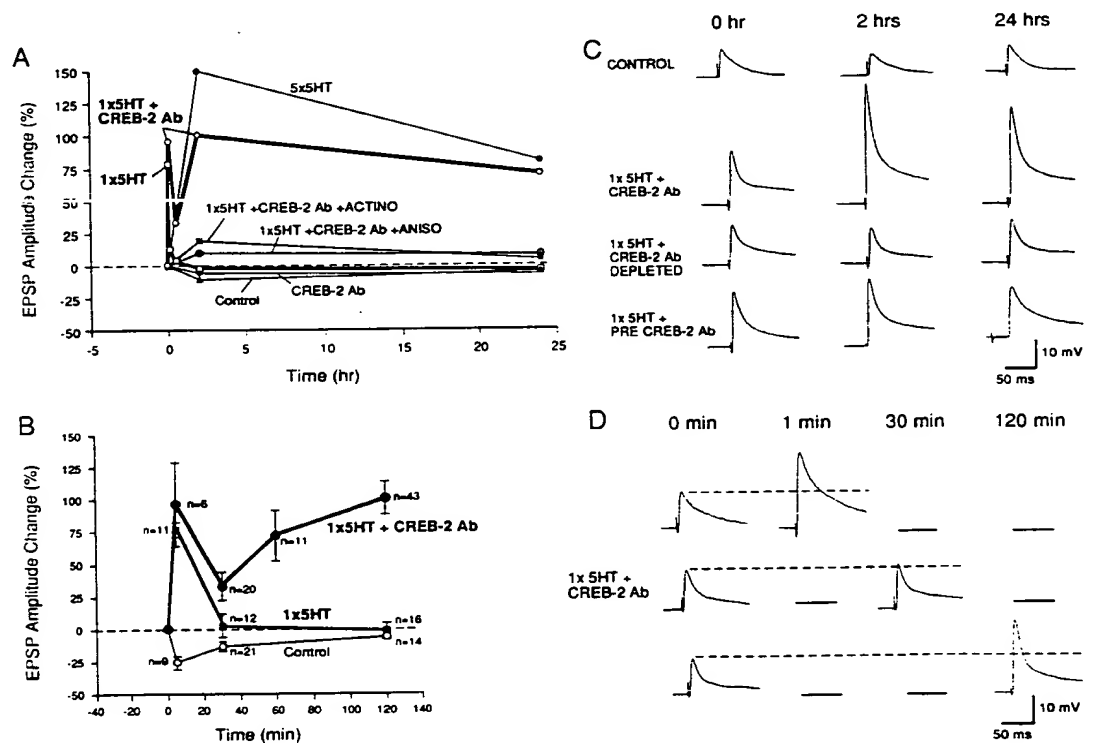 A
EPSP Amplitude Change (%)
150
125
100
75
50
25
0
-25
-50
-5
0
5
10
15
20
25
Time (hr)
5x5HT
1x5HT +
CREB-2 Ab
1x5HT
1x5HT +CREB-2 Ab +ACTINO
1x5HT +CREB-2 Ab +ANISO
CREB-2 Ab
Control
B
EPSP Amplitude Change (%)
150
125
100
75
50
25
0
-25
-50
-40
-20
0
20
40
60
80
100
120
140
Time (min)
n=6
n=11
n=43
1x5HT + CREB-2 Ab
n=11
n=20
n=12
1x5HT
n=16
n=14
n=21
Control
n=9
C
0 hr
2 hrs
24 hrs
CONTROL
1x 5HT +
CREB-2 Ab
1x 5HT +
CREB-2 Ab
DEPLETED
1x 5HT +
PRE CREB-2 Ab
10 mV
50 ms
D
0 min
1 min
30 min
120 min
1x 5HT +
CREB-2 Ab
10 mV
50 ms